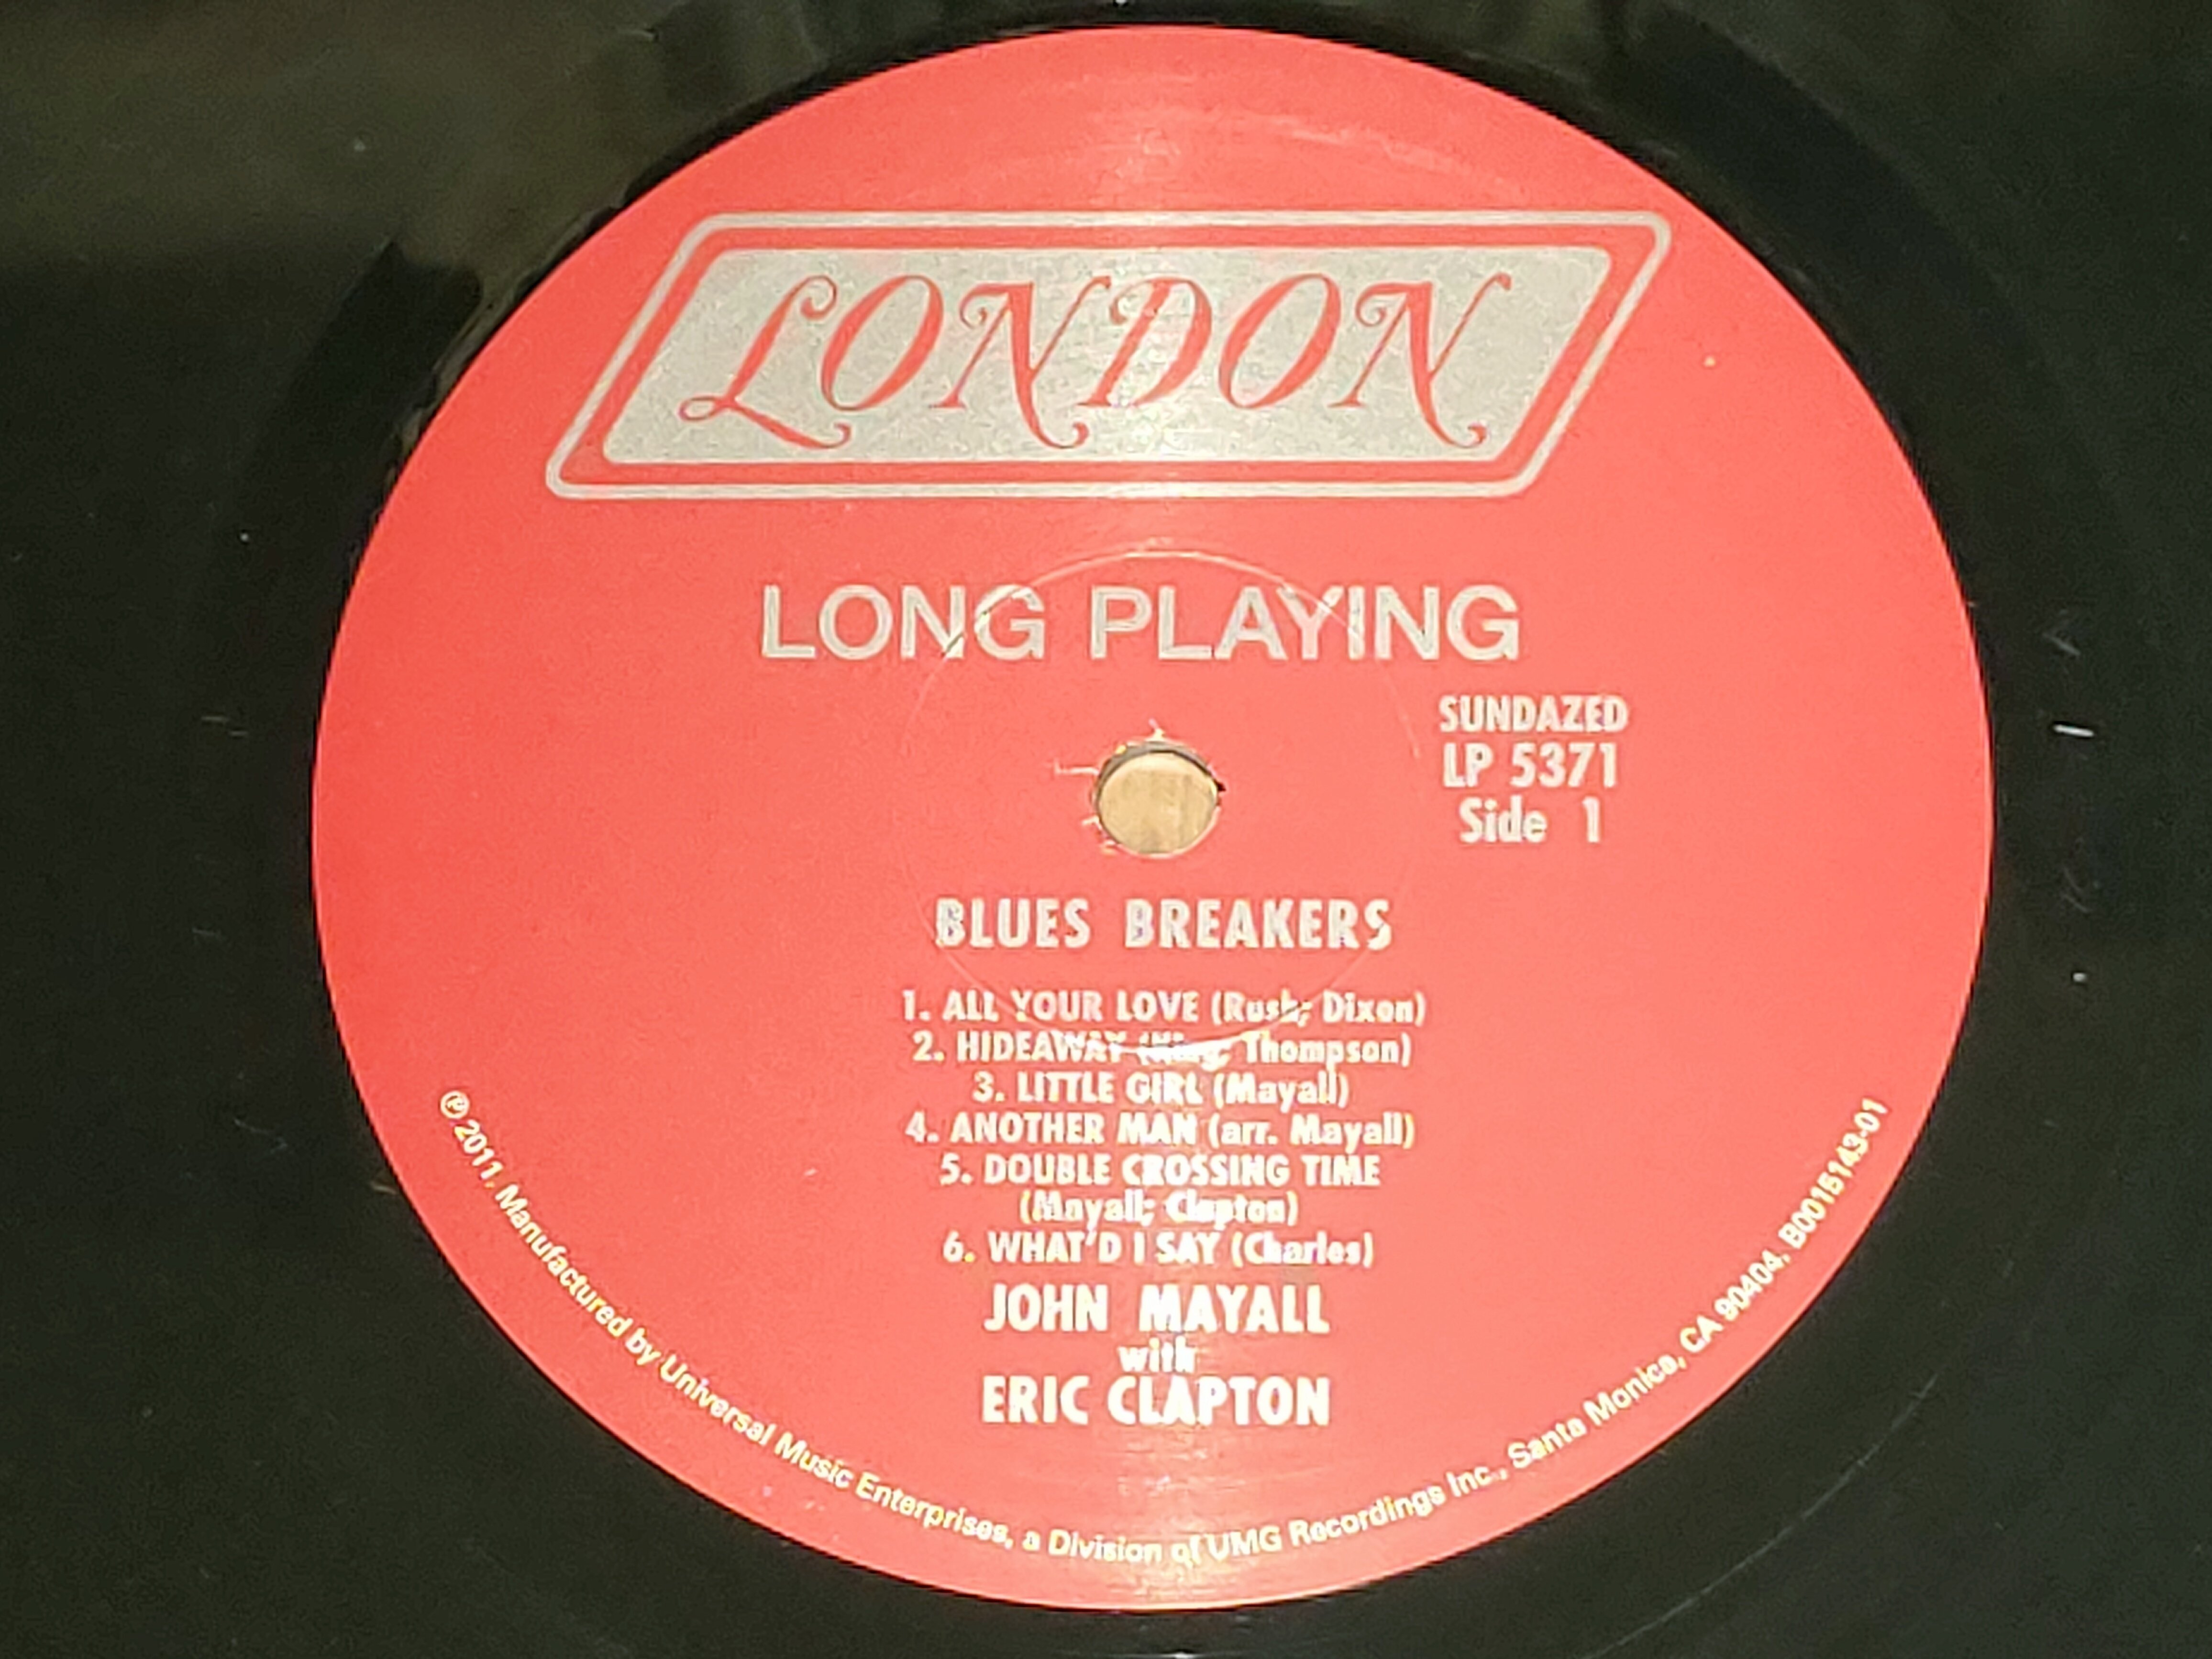 LONDON
LONG PLAYING
SUNDAZED
LP 5371
Side 1
BLUES BREAKERS
1. ALL YOUR LOVE (Rush; Dixon)
2. HIDEAWAY (King; Thompson)
3. LITTLE GIRL (Mayall)
4. ANOTHER MAN (arr. Mayall)
5. DOUBLE CROSSING TIME
(Mayall; Clapton)
6. WHAT'D I SAY (Charles)
JOHN MAYALL
with
ERIC CLAPTON
℗ 2011. Manufactured by Universal Music Enterprises, a Division of UMG Recordings Inc., Santa Monica, CA 90404. B0015143-01